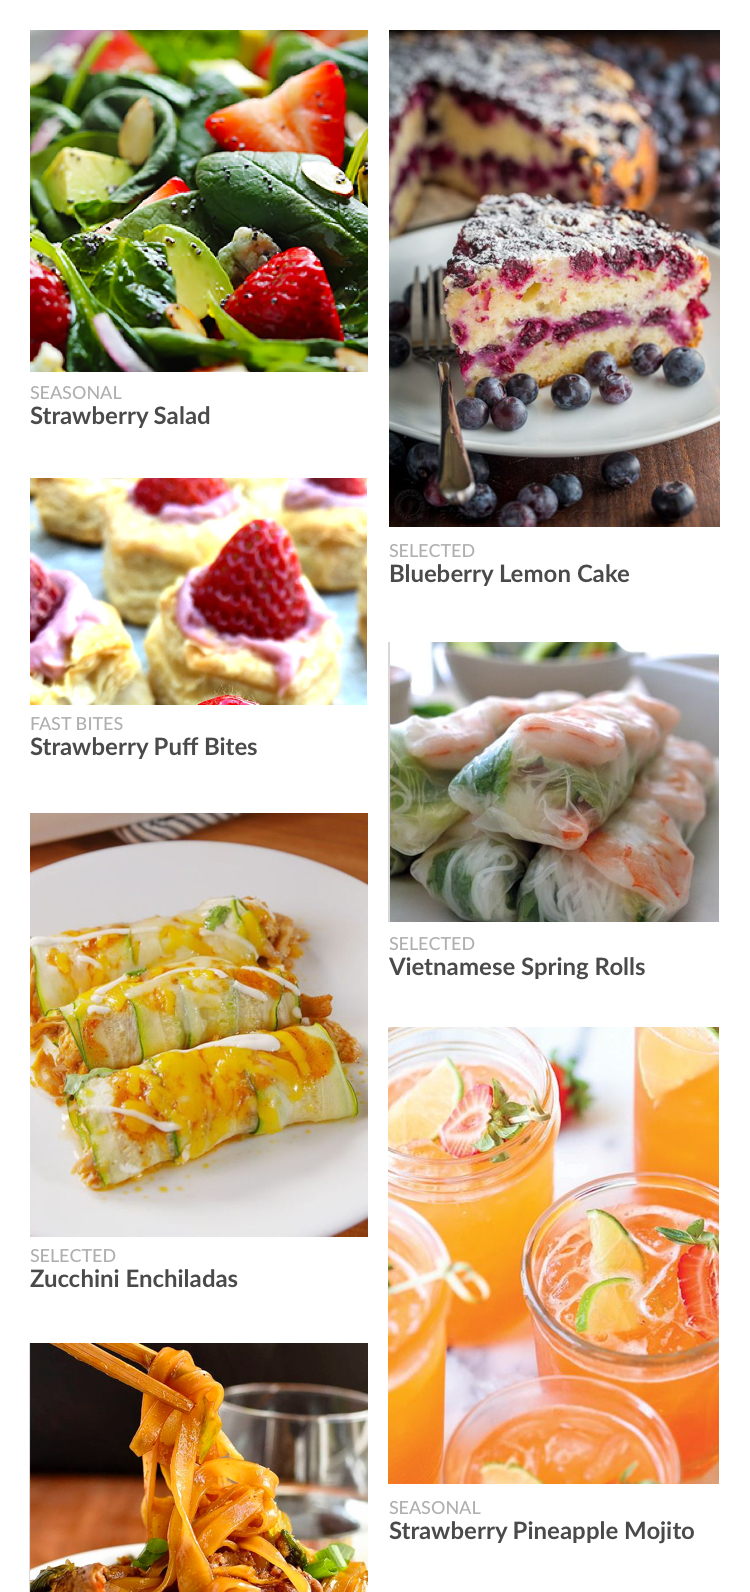 SEASONAL
Strawberry Salad
SELECTED
Blueberry Lemon Cake
FAST BITES
Strawberry Puff Bites
SELECTED
Vietnamese Spring Rolls
SELECTED
Zucchini Enchiladas
SEASONAL
Strawberry Pineapple Mojito